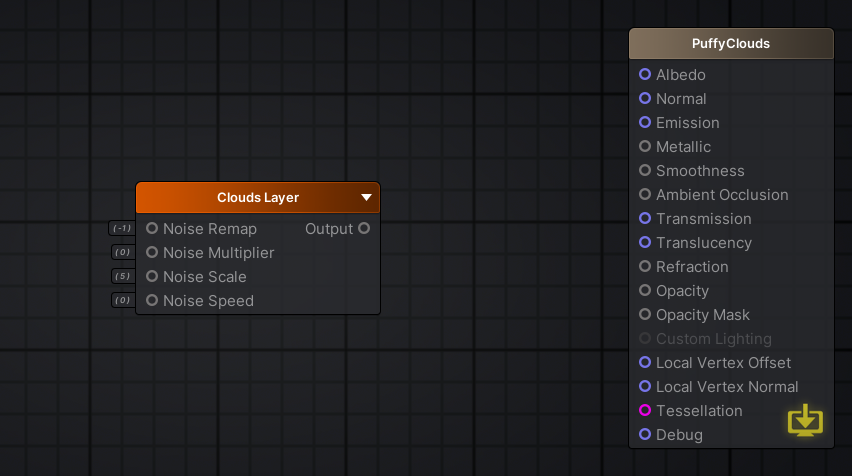 PuffyClouds
Albedo
Normal
Emission
Metallic
Smoothness
Ambient Occlusion
Transmission
Translucency
Refraction
Opacity
Opacity Mask
Custom Lighting
Local Vertex Offset
Local Vertex Normal
Tessellation
Debug
Clouds Layer
(-1) Noise Remap Output
(0) Noise Multiplier
(5) Noise Scale
(0) Noise Speed